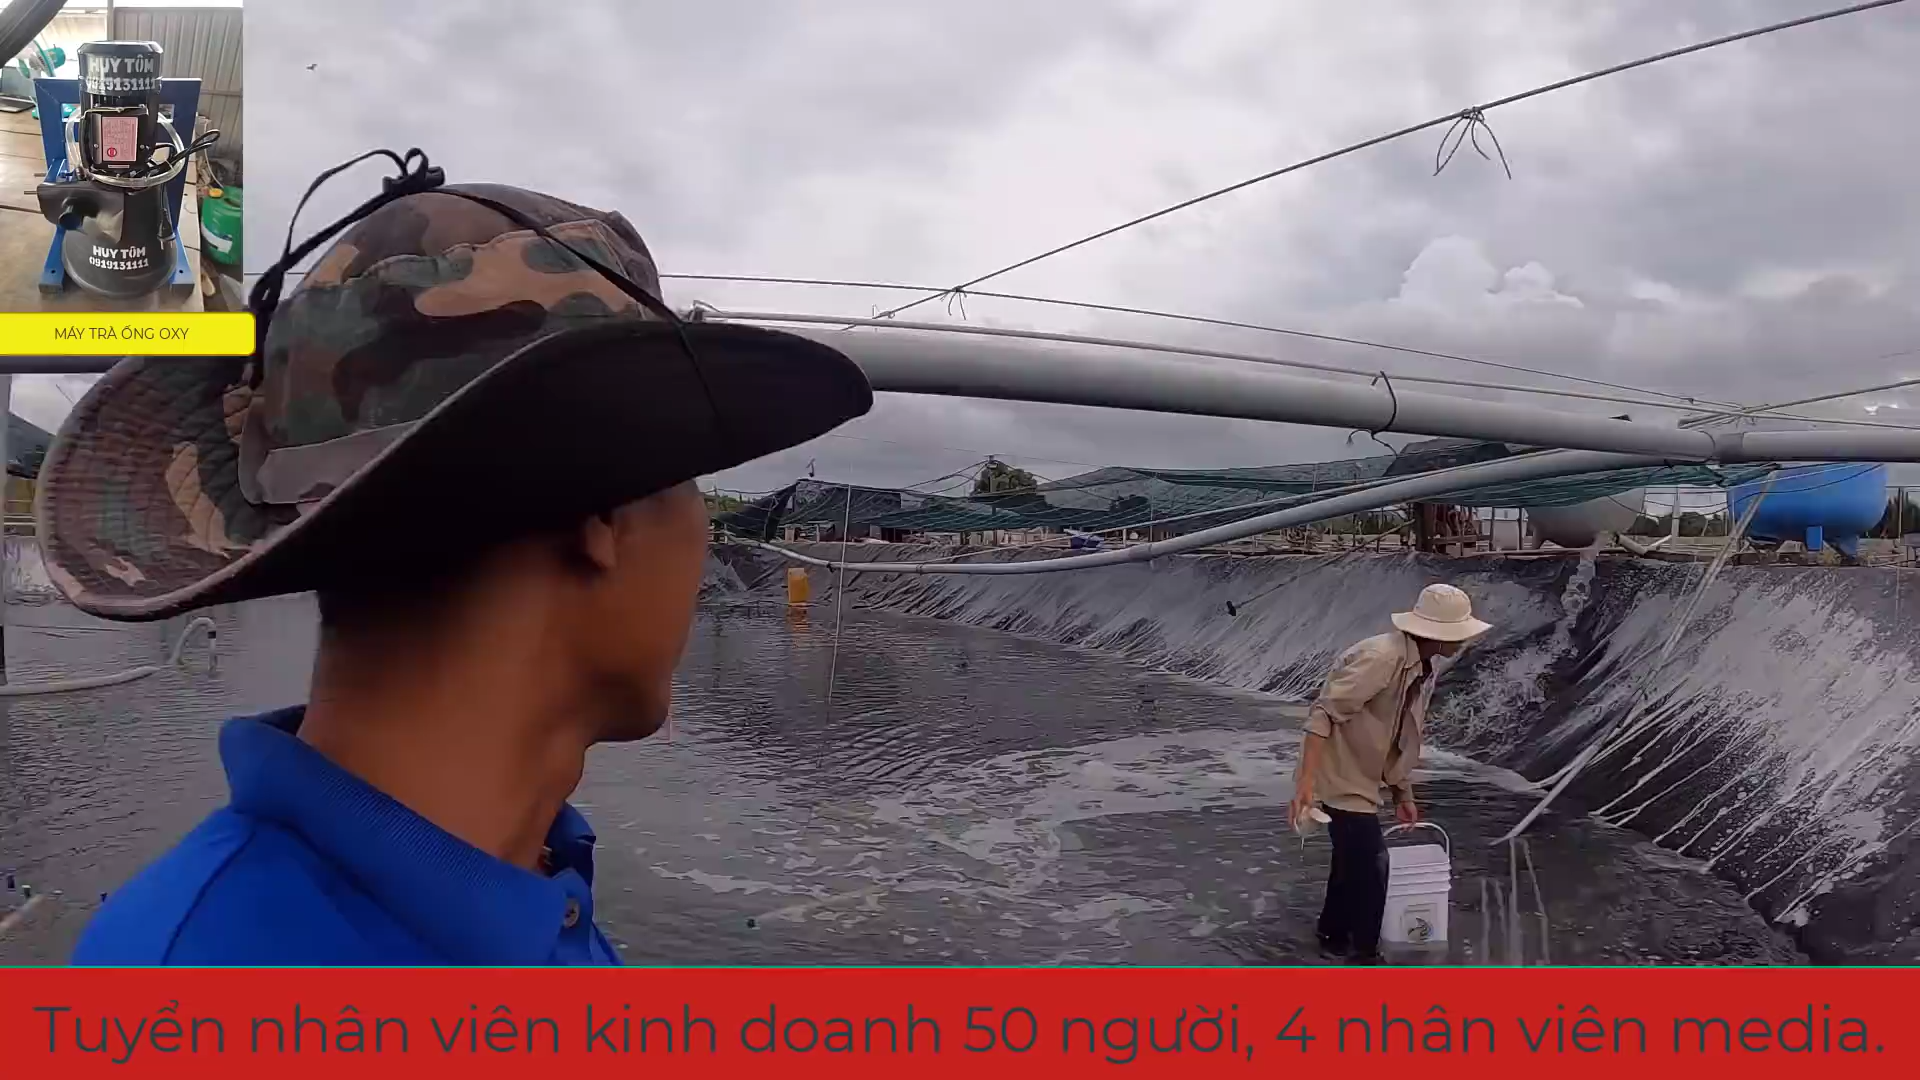 HUY TÔM
0919131111
HUY TÔM
0919131111
MÁY TRÀ ỐNG OXY
Tuyển nhân viên kinh doanh 50 người, 4 nhân viên media.